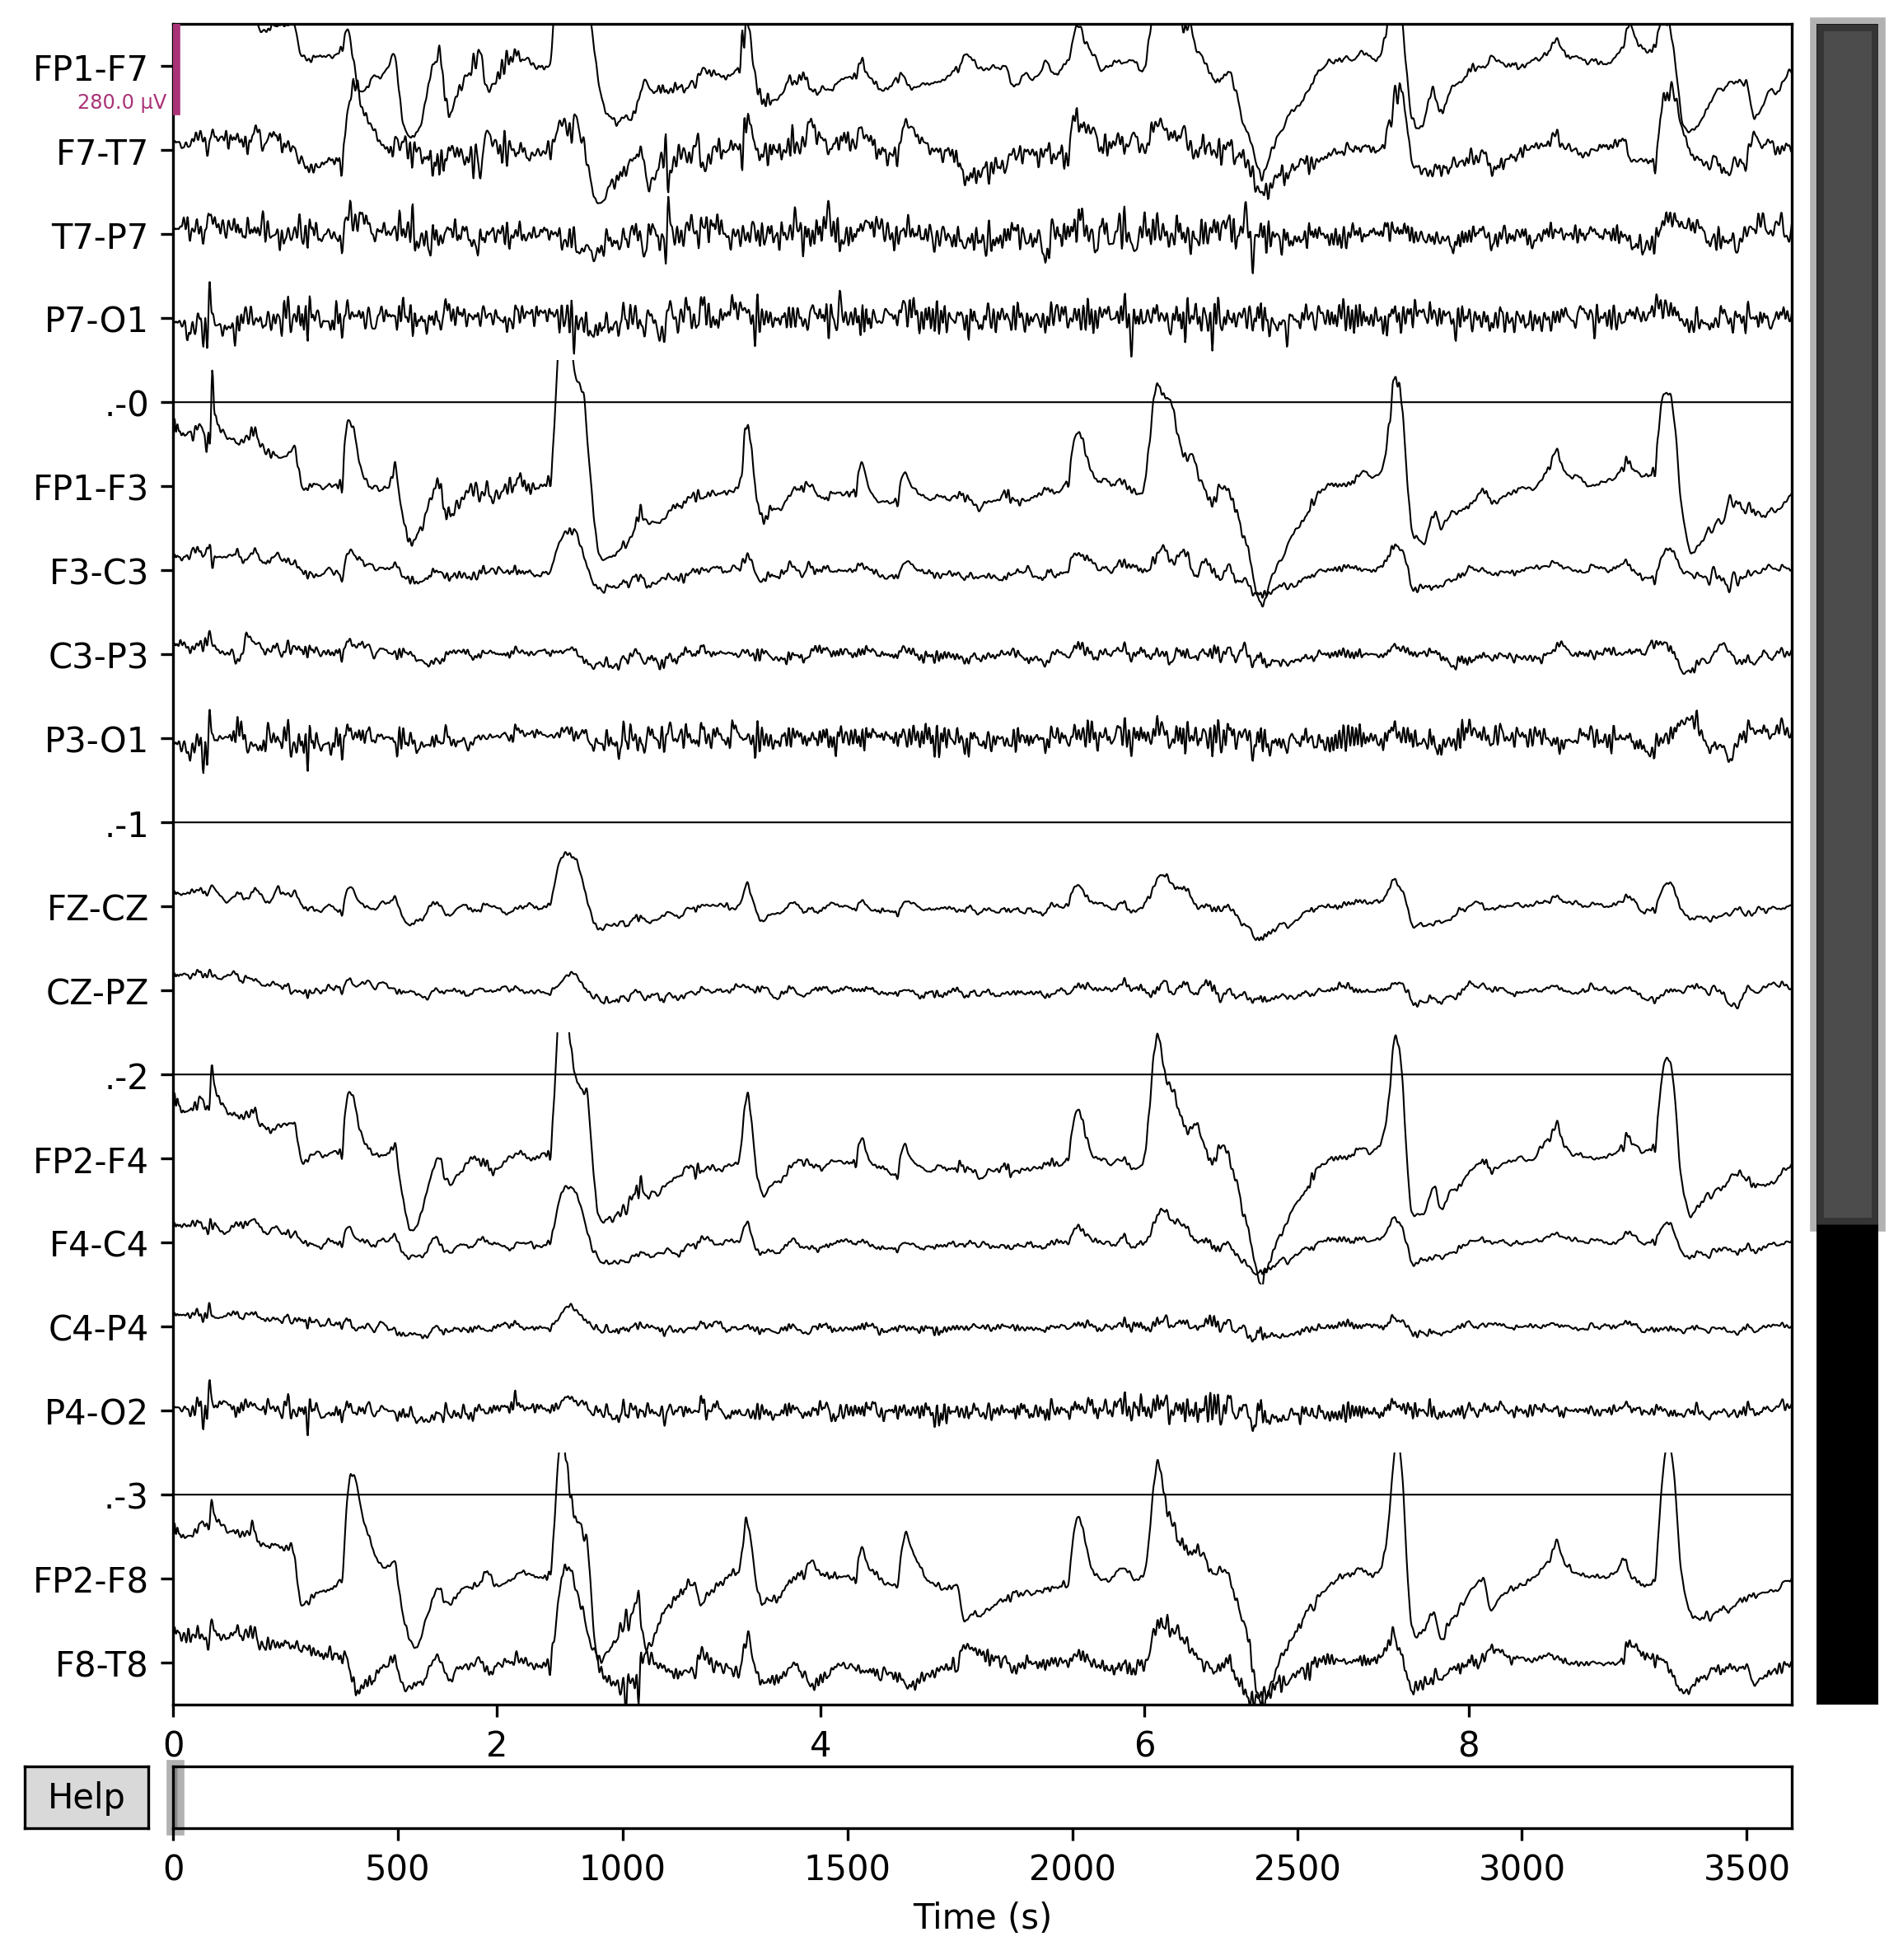 FP1-F7
280.0 µV
F7-T7
T7-P7
P7-O1
.-0
FP1-F3
F3-C3
C3-P3
P3-O1
.-1
FZ-CZ
CZ-PZ
.-2
FP2-F4
F4-C4
C4-P4
P4-O2
.-3
FP2-F8
F8-T8
0 2 4 6 8
Help
0 500 1000 1500 2000 2500 3000 3500
Time (s)